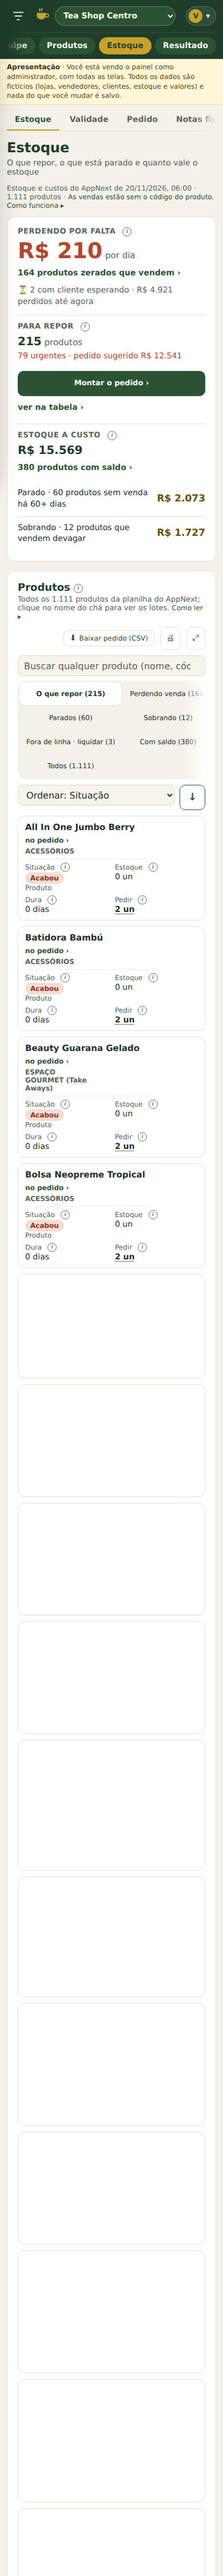 Tea Shop Centro
V
uipe
Produtos
Estoque
Resultado
Apresentação · Você está vendo o painel como
administrador, com todas as telas. Todos os dados são
fictícios (lojas, vendedores, clientes, estoque e valores) e
nada do que você mudar é salvo.
Estoque
Validade
Pedido
Notas fis
Estoque
O que repor, o que está parado e quanto vale o
estoque
Estoque e custos do AppNext de 20/11/2026, 06:00 ·
1.111 produtos · As vendas estão sem o código do produto.
Como funciona ▸
PERDENDO POR FALTA i
R$ 210 por dia
164 produtos zerados que vendem ›
⏳ 2 com cliente esperando · R$ 4.921
perdidos até agora
PARA REPOR i
215 produtos
79 urgentes · pedido sugerido R$ 12.541
Montar o pedido ›
ver na tabela ›
ESTOQUE A CUSTO i
R$ 15.569
380 produtos com saldo ›
Parado · 60 produtos sem venda
há 60+ dias
R$ 2.073
Sobrando · 12 produtos que
vendem devagar
R$ 1.727
Produtos i
Todos os 1.111 produtos da planilha do AppNext;
clique no nome do chá para ver os lotes. Como ler
▸
⬇ Baixar pedido (CSV)
Buscar qualquer produto (nome, cóc
O que repor (215)
Perdendo venda (164
Parados (60)
Sobrando (12)
Fora de linha · liquidar (3)
Com saldo (380)
Todos (1.111)
Ordenar: Situação
↓
All In One Jumbo Berry
no pedido ›
ACESSÓRIOS
Situação i
Estoque i
Acabou
0 un
Produto
Dura i
Pedir i
0 dias
2 un
Batidora Bambú
no pedido ›
ACESSÓRIOS
Situação i
Estoque i
Acabou
0 un
Produto
Dura i
Pedir i
0 dias
2 un
Beauty Guarana Gelado
no pedido ›
ESPAÇO
GOURMET (Take
Aways)
Situação i
Estoque i
Acabou
0 un
Produto
Dura i
Pedir i
0 dias
2 un
Bolsa Neopreme Tropical
no pedido ›
ACESSÓRIOS
Situação i
Estoque i
Acabou
0 un
Produto
Dura i
Pedir i
0 dias
2 un